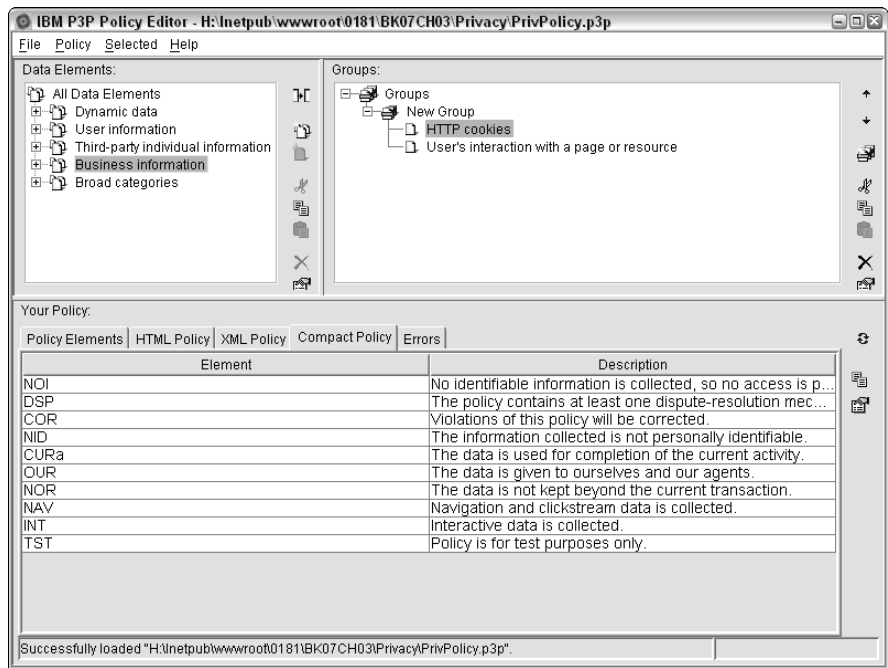 IBM P3P Policy Editor - H:\Inetpub\wwwroot\0181\BK07CH03\Privacy\PrivPolicy.p3p
File Policy Selected Help
Data Elements:
All Data Elements
Dynamic data
User information
Third-party individual information
Business information
Broad categories
Groups:
Groups
New Group
HTTP cookies
User's interaction with a page or resource
Your Policy:
Policy Elements HTML Policy XML Policy Compact Policy Errors
Element Description
NOI No identifiable information is collected, so no access is p...
DSP The policy contains at least one dispute-resolution mec...
COR Violations of this policy will be corrected.
NID The information collected is not personally identifiable.
CURa The data is used for completion of the current activity.
OUR The data is given to ourselves and our agents.
NOR The data is not kept beyond the current transaction.
NAV Navigation and clickstream data is collected.
INT Interactive data is collected.
TST Policy is for test purposes only.
Successfully loaded "H:\Inetpub\wwwroot\0181\BK07CH03\Privacy\PrivPolicy.p3p".